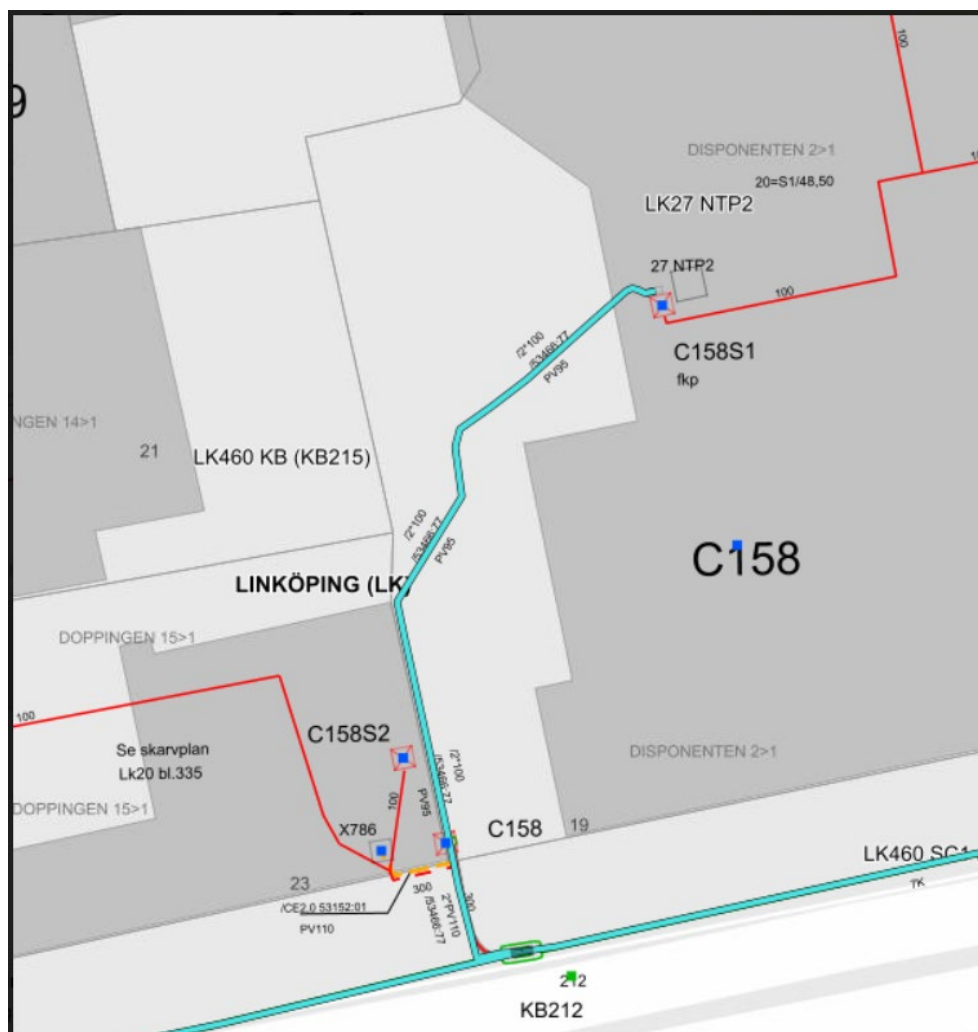 9
100
DISPONENTEN 2>1
20=S1/48,50
LK27 NTP2
27 NTP2
100
C158S1
fkp
/2*100
/53466:77
PV95
NGEN 14>1
21
LK460 KB (KB215)
/2*100
/53466:77
PV95
C158
LINKÖPING (LK)
DOPPINGEN 15>1
100
C158S2
Se skarvplan
Lk20 bl.335
/2*100
/53466:77
PV95
DISPONENTEN 2>1
100
DOPPINGEN 15>1
X786
C158
19
LK460 SC1
7K
23
300
/CE2,0 53152:01
PV110
300
2*PV110
/53466:77
212
KB212